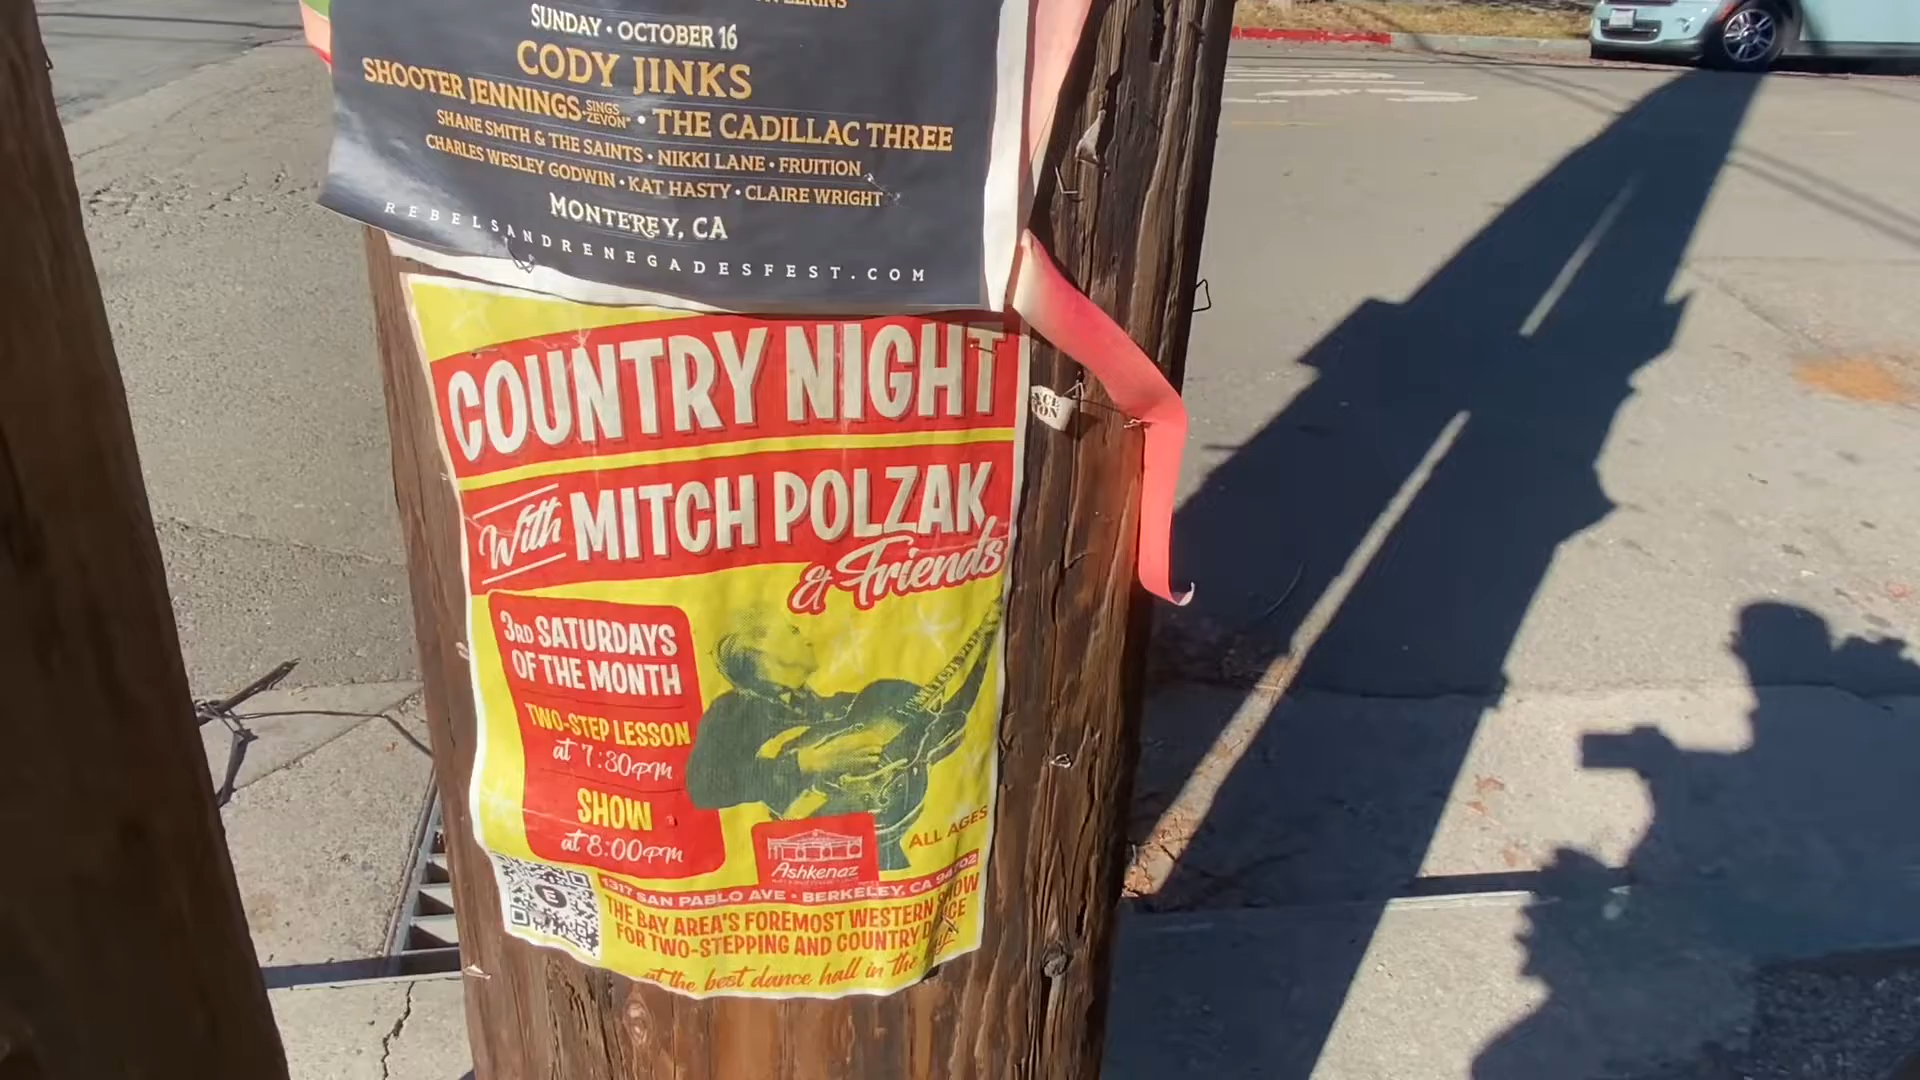 SUNDAY • OCTOBER 16
CODY JINKS
SHOOTER JENNINGS SINGS "ZEVON" • THE CADILLAC THREE
SHANE SMITH & THE SAINTS • NIKKI LANE • FRUITION
CHARLES WESLEY GODWIN • KAT HASTY • CLAIRE WRIGHT
MONTEREY, CA
REBELSANDRENEGADESFEST.COM
COUNTRY NIGHT
With MITCH POLZAK
& Friends
3RD SATURDAYS
OF THE MONTH
TWO-STEP LESSON
at 7:30pm
SHOW
at 8:00pm
ALL AGES
Ashkenaz
1317 SAN PABLO AVE • BERKELEY, CA
THE BAY AREA'S FOREMOST WESTERN SHOW
FOR TWO-STEPPING AND COUNTRY
at the best dance hall in the